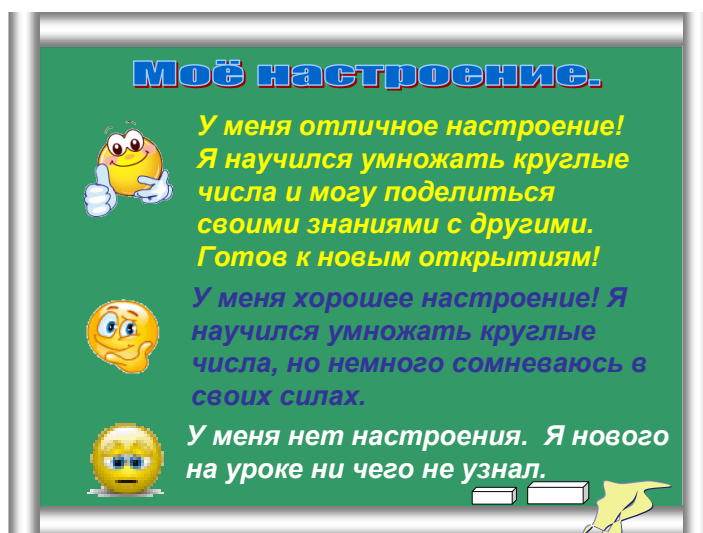 Моё настроение.
У меня отличное настроение!
Я научился умножать круглые
числа и могу поделиться
своими знаниями с другими.
Готов к новым открытиям!
У меня хорошее настроение! Я
научился умножать круглые
числа, но немного сомневаюсь в
своих силах.
У меня нет настроения. Я нового
на уроке ни чего не узнал.